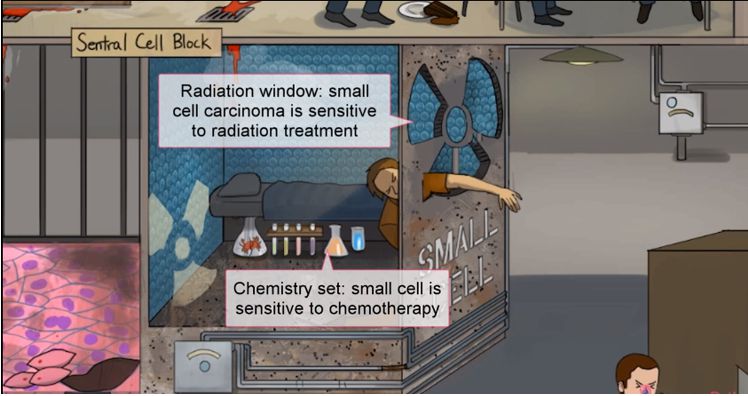 Sentral Cell Block
Radiation window: small
cell carcinoma is sensitive
to radiation treatment
SMALL
CELL
Chemistry set: small cell is
sensitive to chemotherapy